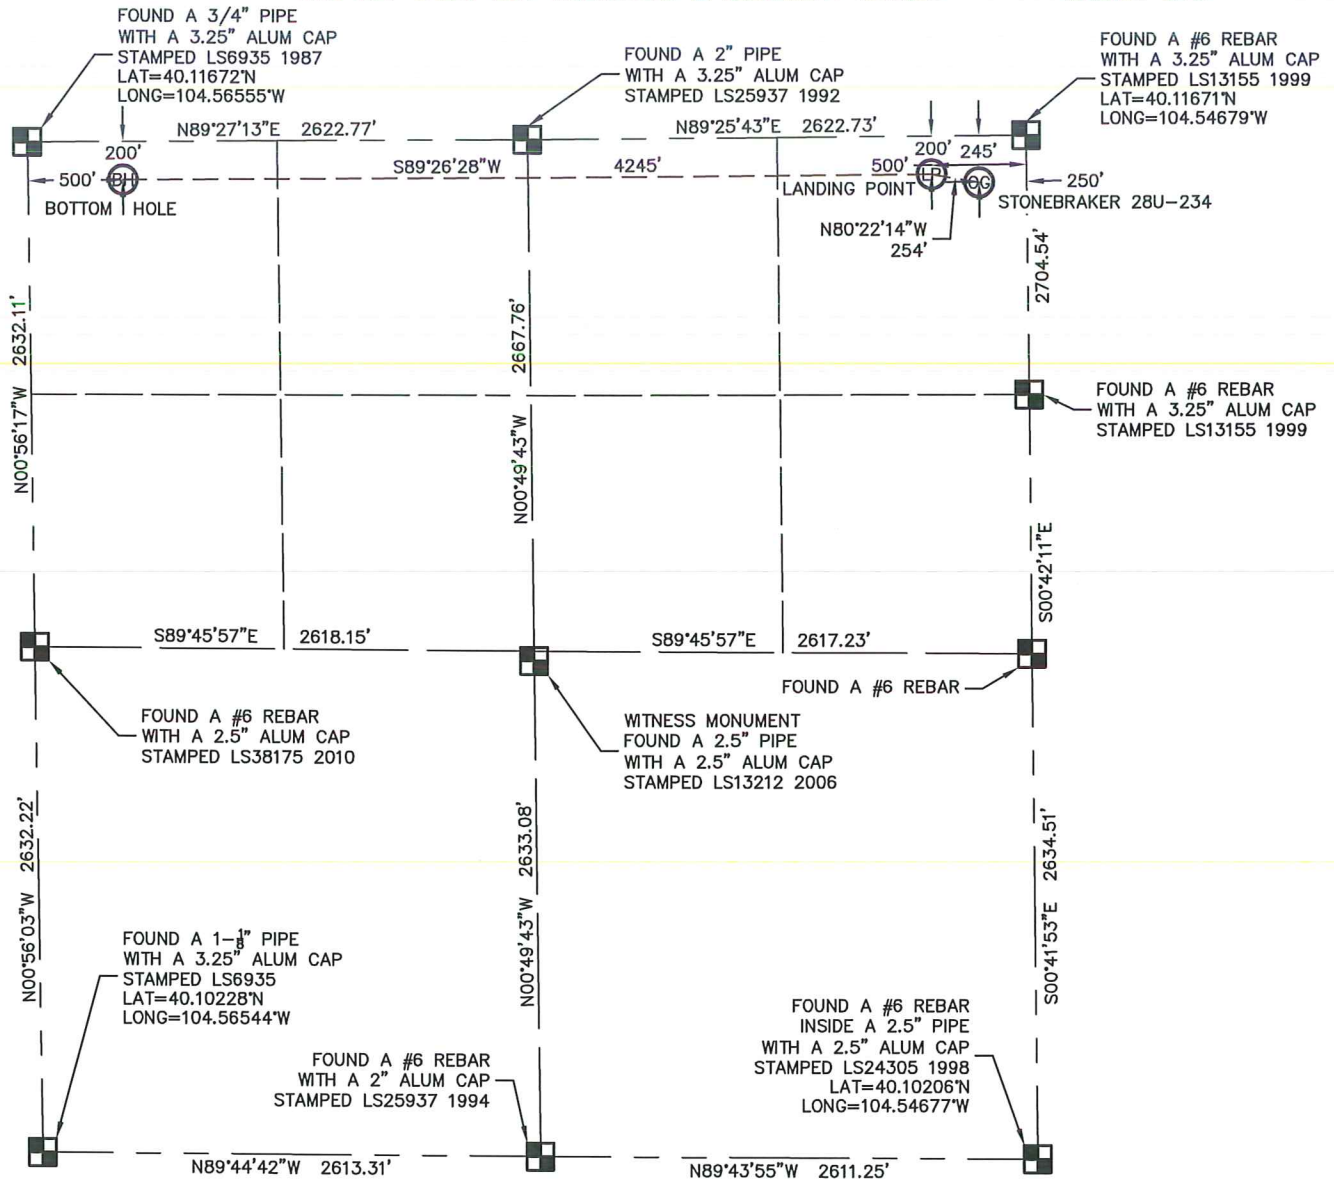 FOUND A 3/4" PIPE
WITH A 3.25" ALUM CAP
STAMPED LS6935 1987
LAT=40.11672°N
LONG=104.56555°W
FOUND A 2" PIPE
WITH A 3.25" ALUM CAP
STAMPED LS25937 1992
FOUND A #6 REBAR
WITH A 3.25" ALUM CAP
STAMPED LS13155 1999
LAT=40.11671°N
LONG=104.54679°W
N89°27'13"E 2622.77'
N89°25'43"E 2622.73'
200'
200'
245'
500'
BH
S89°26'28"W 4245'
500'
LP
OG
250'
BOTTOM HOLE
LANDING POINT
STONEBRAKER 28U-234
N80°22'14"W
254'
N00°56'17"W 2632.11'
N00°49'43"W 2667.76'
2704.54'
S00°42'11"E
FOUND A #6 REBAR
WITH A 3.25" ALUM CAP
STAMPED LS13155 1999
S89°45'57"E 2618.15'
S89°45'57"E 2617.23'
FOUND A #6 REBAR
FOUND A #6 REBAR
WITH A 2.5" ALUM CAP
STAMPED LS38175 2010
WITNESS MONUMENT
FOUND A 2.5" PIPE
WITH A 2.5" ALUM CAP
STAMPED LS13212 2006
N00°56'03"W 2632.22'
N00°49'43"W 2633.08'
S00°41'53"E 2634.51'
FOUND A 1-1/8" PIPE
WITH A 3.25" ALUM CAP
STAMPED LS6935
LAT=40.10228°N
LONG=104.56544°W
FOUND A #6 REBAR
WITH A 2" ALUM CAP
STAMPED LS25937 1994
FOUND A #6 REBAR
INSIDE A 2.5" PIPE
WITH A 2.5" ALUM CAP
STAMPED LS24305 1998
LAT=40.10206°N
LONG=104.54677°W
N89°44'42"W 2613.31'
N89°43'55"W 2611.25'